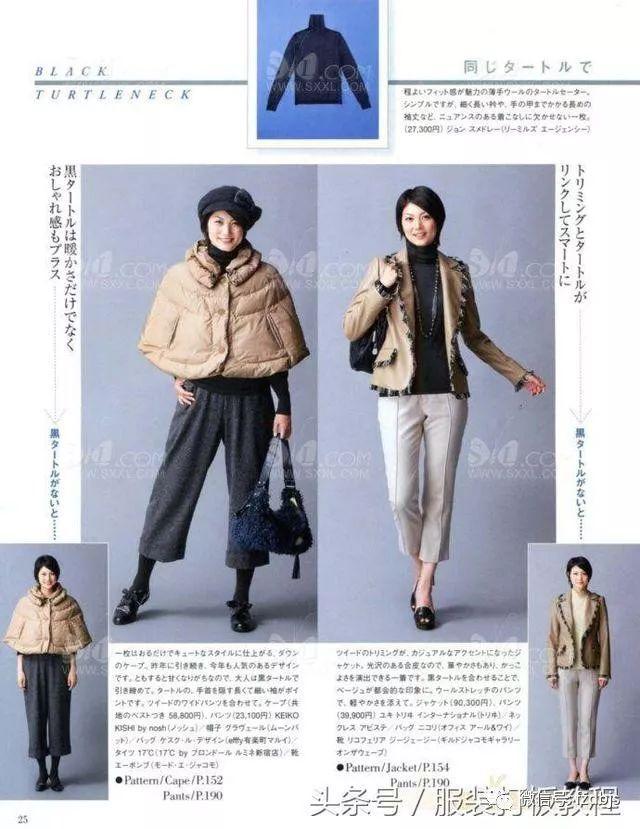 BLACK
TURTLENECK
同じタートルで
程よいフィット感が魅力の薄手ウールのタートルセーター。
シンプルですが、細く長い衿や、手の甲までかかる長めの
袖丈など、ニュアンスのある着こなしに欠かせない一枚。
(27,300円) ジョン スメドレー(リーミルズ エージェンシー)
トリミングとタートルが
リンクしてスマートに
黒タートルがないと……
黒タートルは暖かさだけでなく
おしゃれ感もプラス
黒タートルがないと……
一枚はおるだけでキュートなスタイルに仕上がる、ダウン
のケープ。昨年に引き続き、今年も人気のあるデザイン
です。ともすると甘くなりがちなので、大人は黒タートルで
引き締めて。タートルの、手首を隠す長くて細い袖がポイ
ントです。ツイードのワイドパンツを合わせて。ケープ(共
地のベストつき 58,800円)、パンツ(23,100円) KEIKO
KISHI by nosh(ノッシュ)/帽子 グラヴェール(ムーンバ
ット)/バッグ ケスク・ル・デザイン(effy有楽町マルイ)/
タイツ 17℃(17℃ by ブロンドール ルミネ新宿店)/靴
エーボンブ(モード・エ・ジャコモ)
●Pattern/Cape/P.152
Pants/P.190
ツイードのトリミングが、カジュアルなアクセントになったジ
ャケット。光沢のある合皮なので、華やかさもあり、かっこ
よさを演出できる一着です。黒タートルを合わせることで、
ベージュが都会的な印象に。ウールストレッチのパンツ
で、軽やかさを添えて。ジャケット(90,300円)、パンツ
(39,900円) ユキ トリヰ インターナショナル(トリヰ)/ネッ
クレス アビステ/バッグ ニコリ(オフィス アール&ワイ)/
靴 リコフェリア ジージェージー(ギルドジャコモギャラリー
オンザウェーブ)
●Pattern/Jacket/P.154
Pants/P.190
25
头条号/服装打板教程